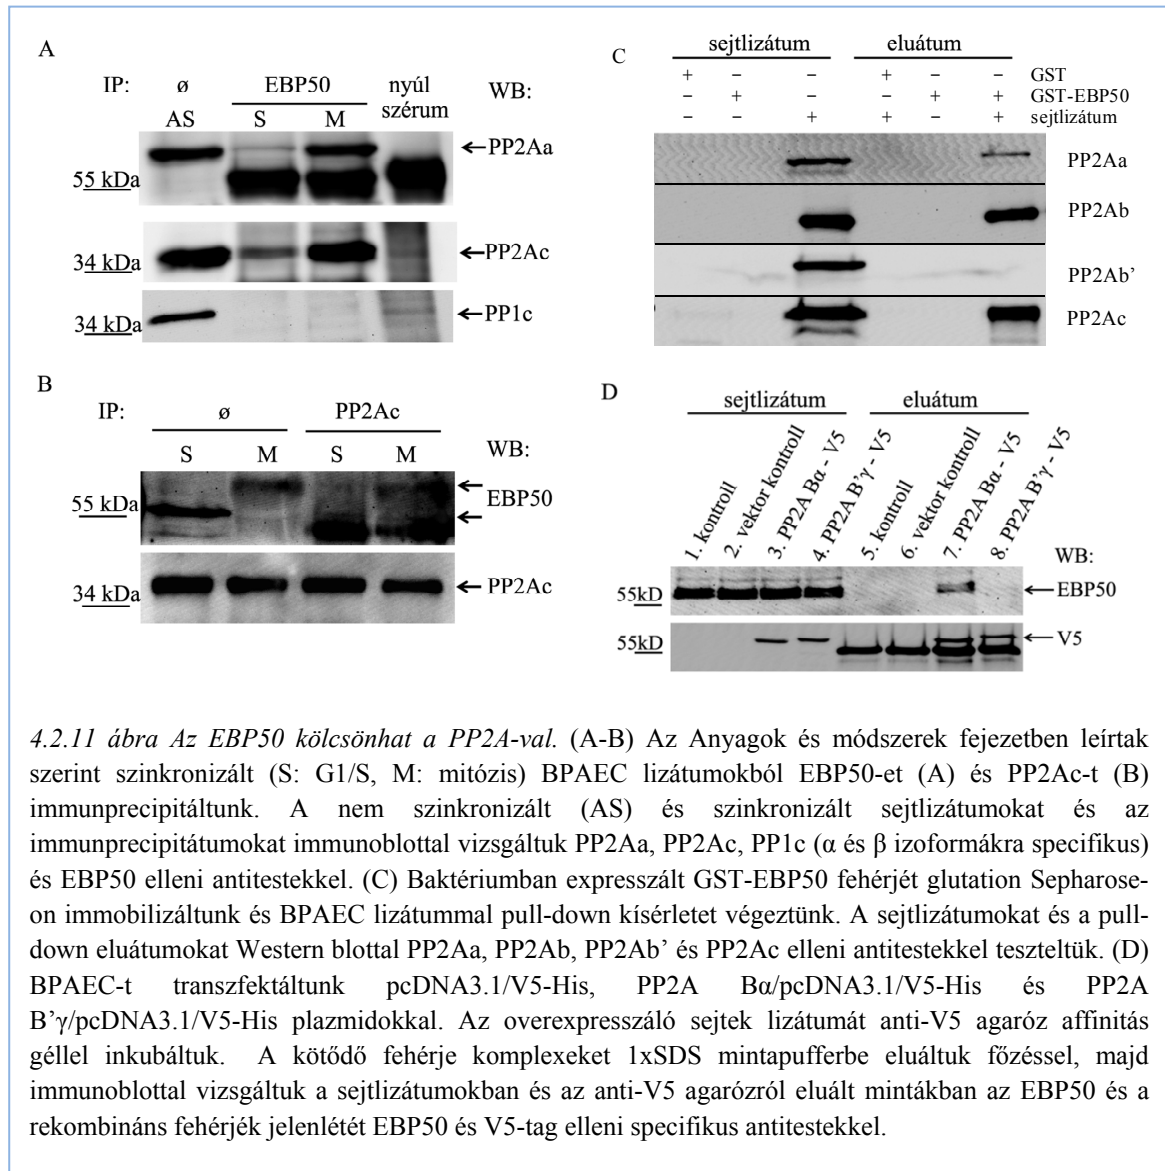 A
IP: ø EBP50 nyúl szérum WB:
AS S M
PP2Aa
55 kDa
PP2Ac
34 kDa
PP1c
34 kDa
B
IP: ø PP2Ac WB:
S M S M
EBP50
55 kDa
PP2Ac
34 kDa
C
sejtlizátum eluátum
+ − − + − − GST
− + − − + + GST-EBP50
− − + + − + sejtlizátum
PP2Aa
PP2Ab
PP2Ab’
PP2Ac
D
sejtlizátum eluátum
1. kontroll
2. vektor kontroll
3. PP2A Bα - V5
4. PP2A B'γ - V5
5. kontroll
6. vektor kontroll
7. PP2A Bα - V5
8. PP2A B'γ - V5
WB:
55kD EBP50
55kD V5
4.2.11 ábra Az EBP50 kölcsönhat a PP2A-val. (A-B) Az Anyagok és módszerek fejezetben leírtak
szerint szinkronizált (S: G1/S, M: mitózis) BPAEC lizátumokból EBP50-et (A) és PP2Ac-t (B)
immunprecipitáltunk. A nem szinkronizált (AS) és szinkronizált sejtlizátumokat és az
immunprecipitátumokat immunoblottal vizsgáltuk PP2Aa, PP2Ac, PP1c (α és β izoformákra specifikus)
és EBP50 elleni antitestekkel. (C) Baktériumban expresszált GST-EBP50 fehérjét glutation Sepharose-
on immobilizáltunk és BPAEC lizátummal pull-down kísérletet végeztünk. A sejtlizátumokat és a pull-
down eluátumokat Western blottal PP2Aa, PP2Ab, PP2Ab’ és PP2Ac elleni antitestekkel teszteltük. (D)
BPAEC-t transzfektáltunk pcDNA3.1/V5-His, PP2A Bα/pcDNA3.1/V5-His és PP2A
B’γ/pcDNA3.1/V5-His plazmidokkal. Az overexpresszáló sejtek lizátumát anti-V5 agaróz affinitás
géllel inkubáltuk. A kötődő fehérje komplexeket 1xSDS mintapufferbe eluáltuk főzéssel, majd
immunoblottal vizsgáltuk a sejtlizátumokban és az anti-V5 agarózról eluált mintákban az EBP50 és a
rekombináns fehérjék jelenlétét EBP50 és V5-tag elleni specifikus antitestekkel.